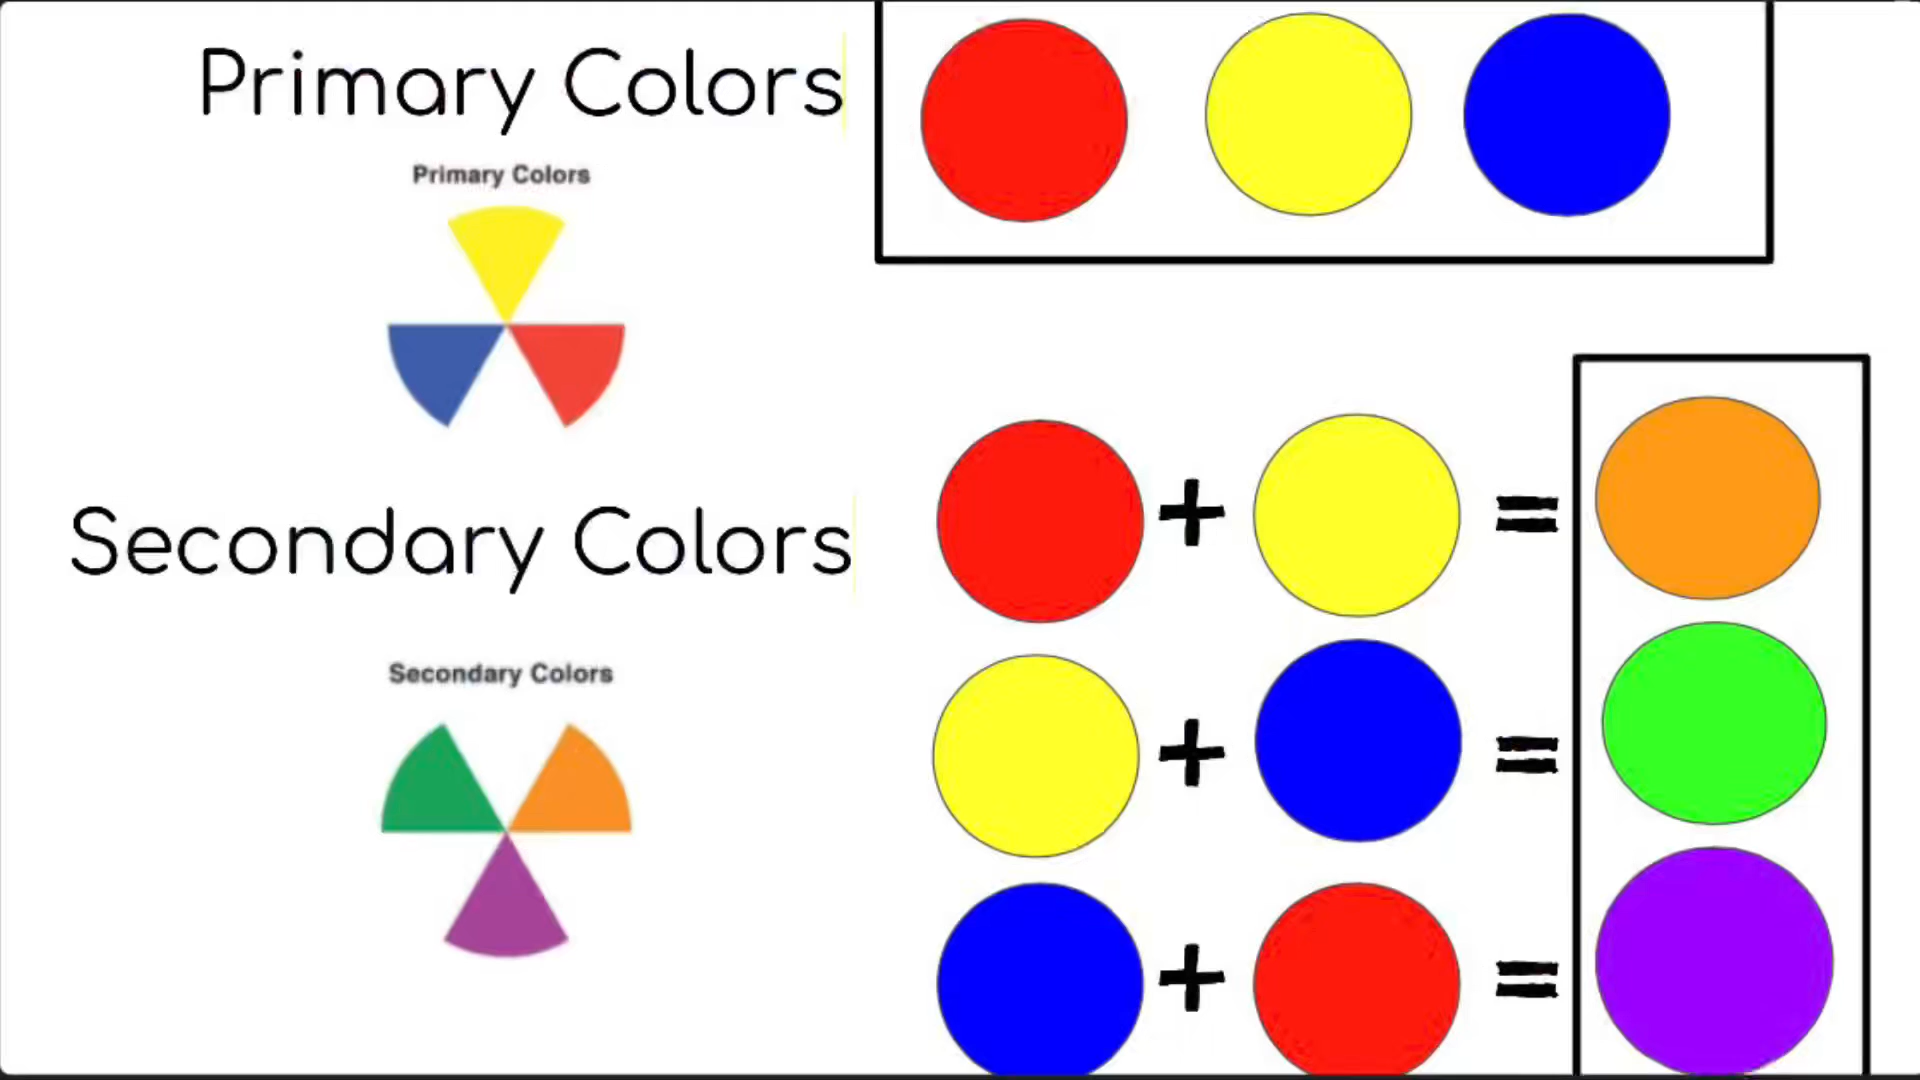 Primary Colors
Primary Colors
Secondary Colors
+ =
Secondary Colors
+ =
+ =